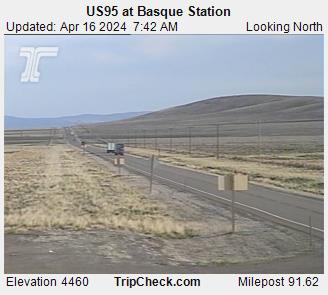 US95 at Basque Station
Updated: Apr 16 2024 7:42 AM Looking North
Elevation 4460 TripCheck.com Milepost 91.62